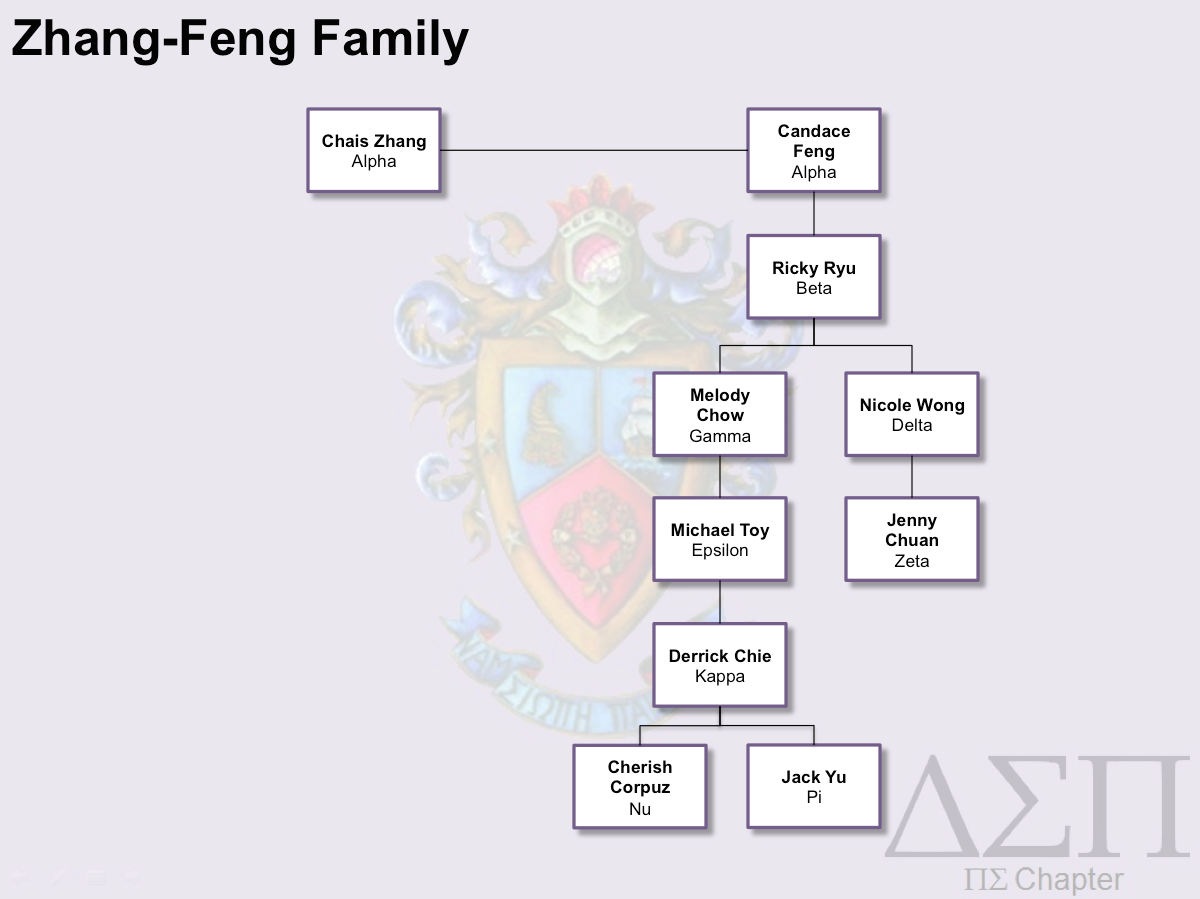 Zhang-Feng Family
Chais Zhang
Alpha
Candace
Feng
Alpha
Ricky Ryu
Beta
Melody
Chow
Gamma
Nicole Wong
Delta
Michael Toy
Epsilon
Jenny
Chuan
Zeta
Derrick Chie
Kappa
Cherish
Corpuz
Nu
Jack Yu
Pi
ΣΙΩΠΗ
ΔΣΠ
ΠΣ Chapter